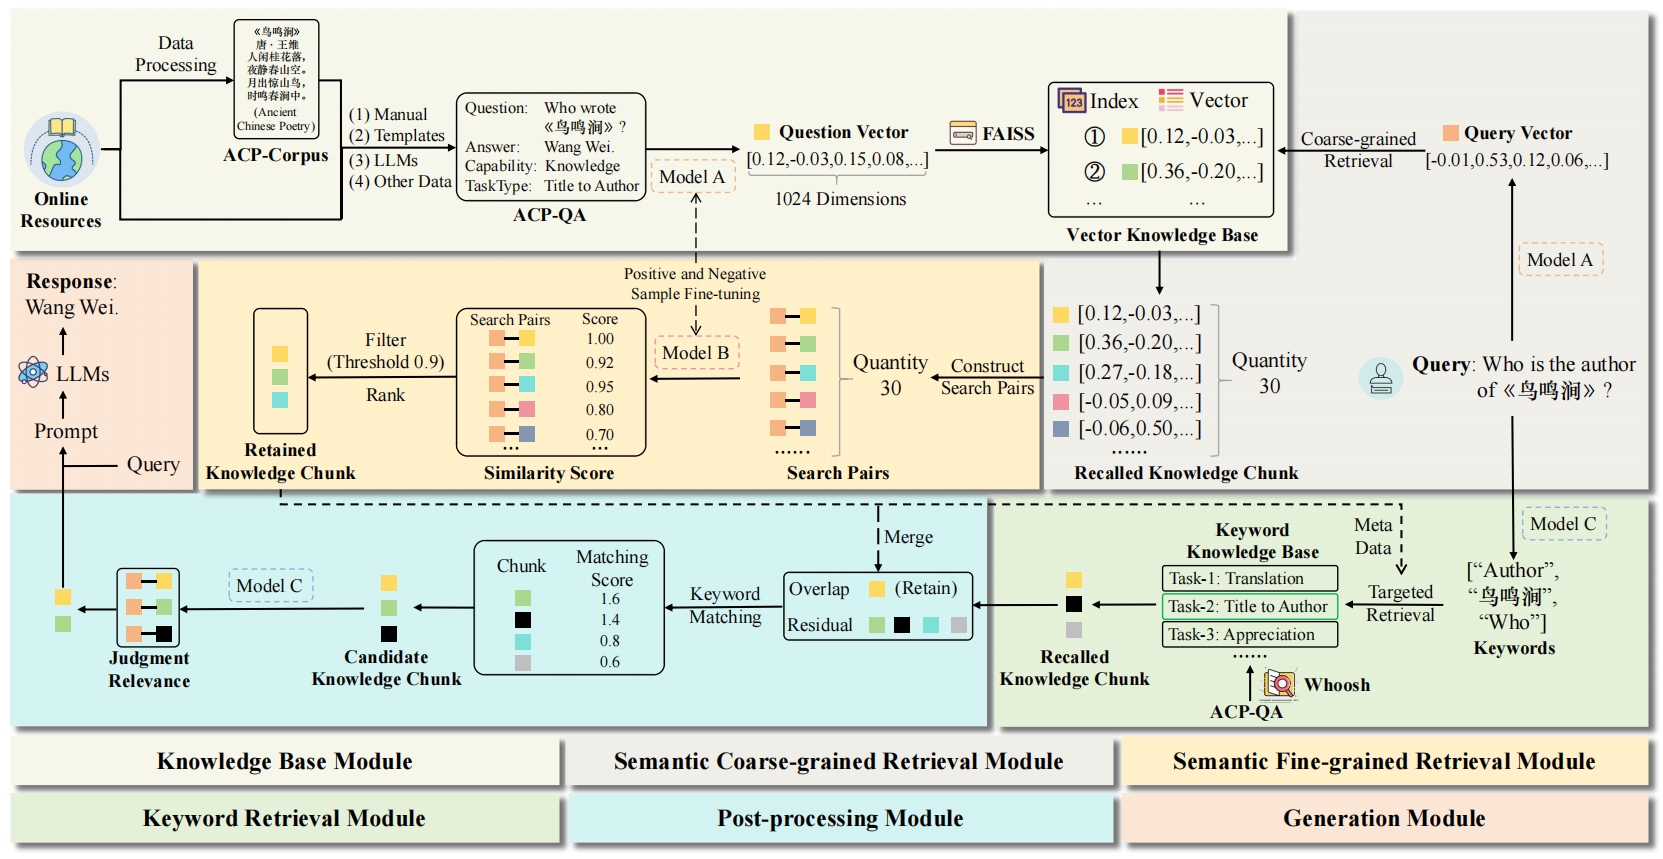 Data
Processing
《鸟鸣涧》
唐·王维
人闲桂花落，
夜静春山空。
月出惊山鸟，
时鸣春涧中。
(Ancient
Chinese Poetry)
ACP-Corpus
Online
Resources
(1) Manual
(2) Templates
(3) LLMs
(4) Other Data
Question: Who wrote
《鸟鸣涧》?
Answer: Wang Wei.
Capability: Knowledge
TaskType: Title to Author
ACP-QA
Model A
Question Vector
[0.12,-0.03,0.15,0.08,...]
1024 Dimensions
FAISS
123
Index
Vector
① [0.12,-0.03,...]
② [0.36,-0.20,...]
... ...
Vector Knowledge Base
Coarse-grained
Retrieval
Query Vector
[-0.01,0.53,0.12,0.06,...]
Model A
Query: Who is the author
of《鸟鸣涧》?
Response:
Wang Wei.
LLMs
Prompt
Query
Retained
Knowledge Chunk
Filter
(Threshold 0.9)
Rank
Search Pairs Score
1.00
0.92
0.95
0.80
0.70
... ...
Similarity Score
Positive and Negative
Sample Fine-tuning
Model B
......
Search Pairs
Quantity
30
Construct
Search Pairs
[0.12,-0.03,...]
[0.36,-0.20,...]
[0.27,-0.18,...]
[-0.05,0.09,...]
[-0.06,0.50,...]
......
Recalled Knowledge Chunk
Quantity
30
Judgment
Relevance
Model C
Candidate
Knowledge Chunk
Chunk Matching
Score
1.6
1.4
0.8
0.6
Keyword
Matching
Merge
Overlap (Retain)
Residual
Recalled
Knowledge Chunk
Keyword
Knowledge Base
Task-1: Translation
Task-2: Title to Author
Task-3: Appreciation
......
Whoosh
ACP-QA
Meta
Data
Targeted
Retrieval
Model C
["Author",
"鸟鸣涧",
"Who"]
Keywords
Knowledge Base Module
Semantic Coarse-grained Retrieval Module
Semantic Fine-grained Retrieval Module
Keyword Retrieval Module
Post-processing Module
Generation Module